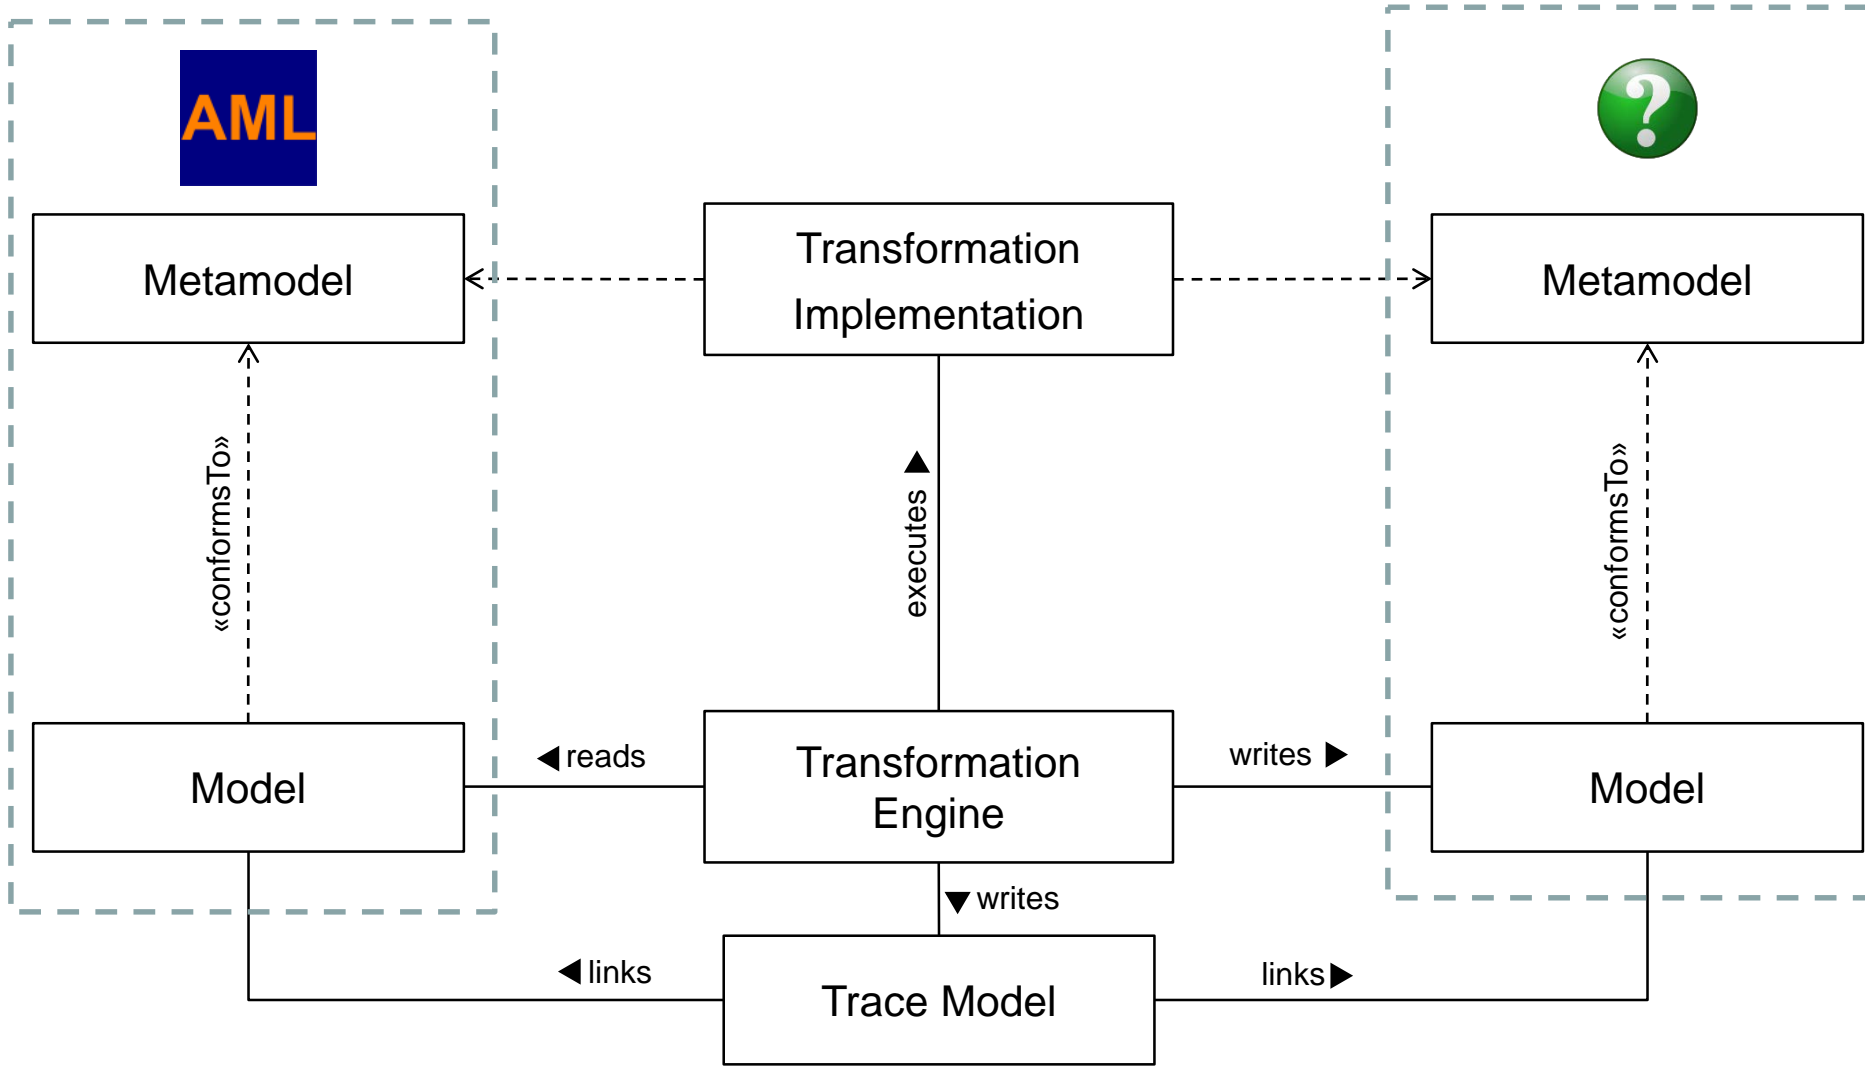 AML
?
Metamodel
Transformation
Implementation
Metamodel
«conformsTo»
executes
«conformsTo»
Model
reads
Transformation
Engine
writes
Model
writes
links
Trace Model
links